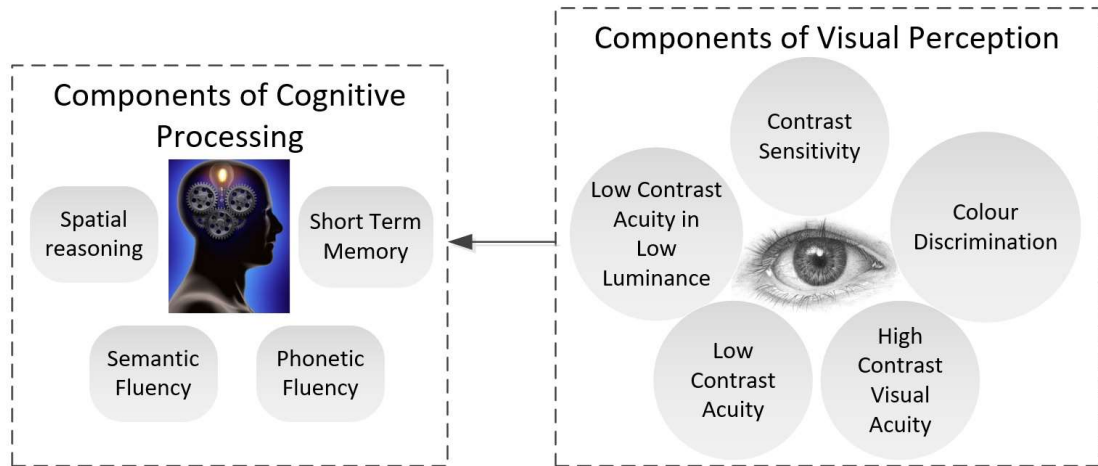 Components of Cognitive
Processing
Spatial
reasoning
Short Term
Memory
Semantic
Fluency
Phonetic
Fluency
Components of Visual Perception
Contrast
Sensitivity
Low Contrast
Acuity in
Low
Luminance
Colour
Discrimination
Low
Contrast
Acuity
High
Contrast
Visual
Acuity